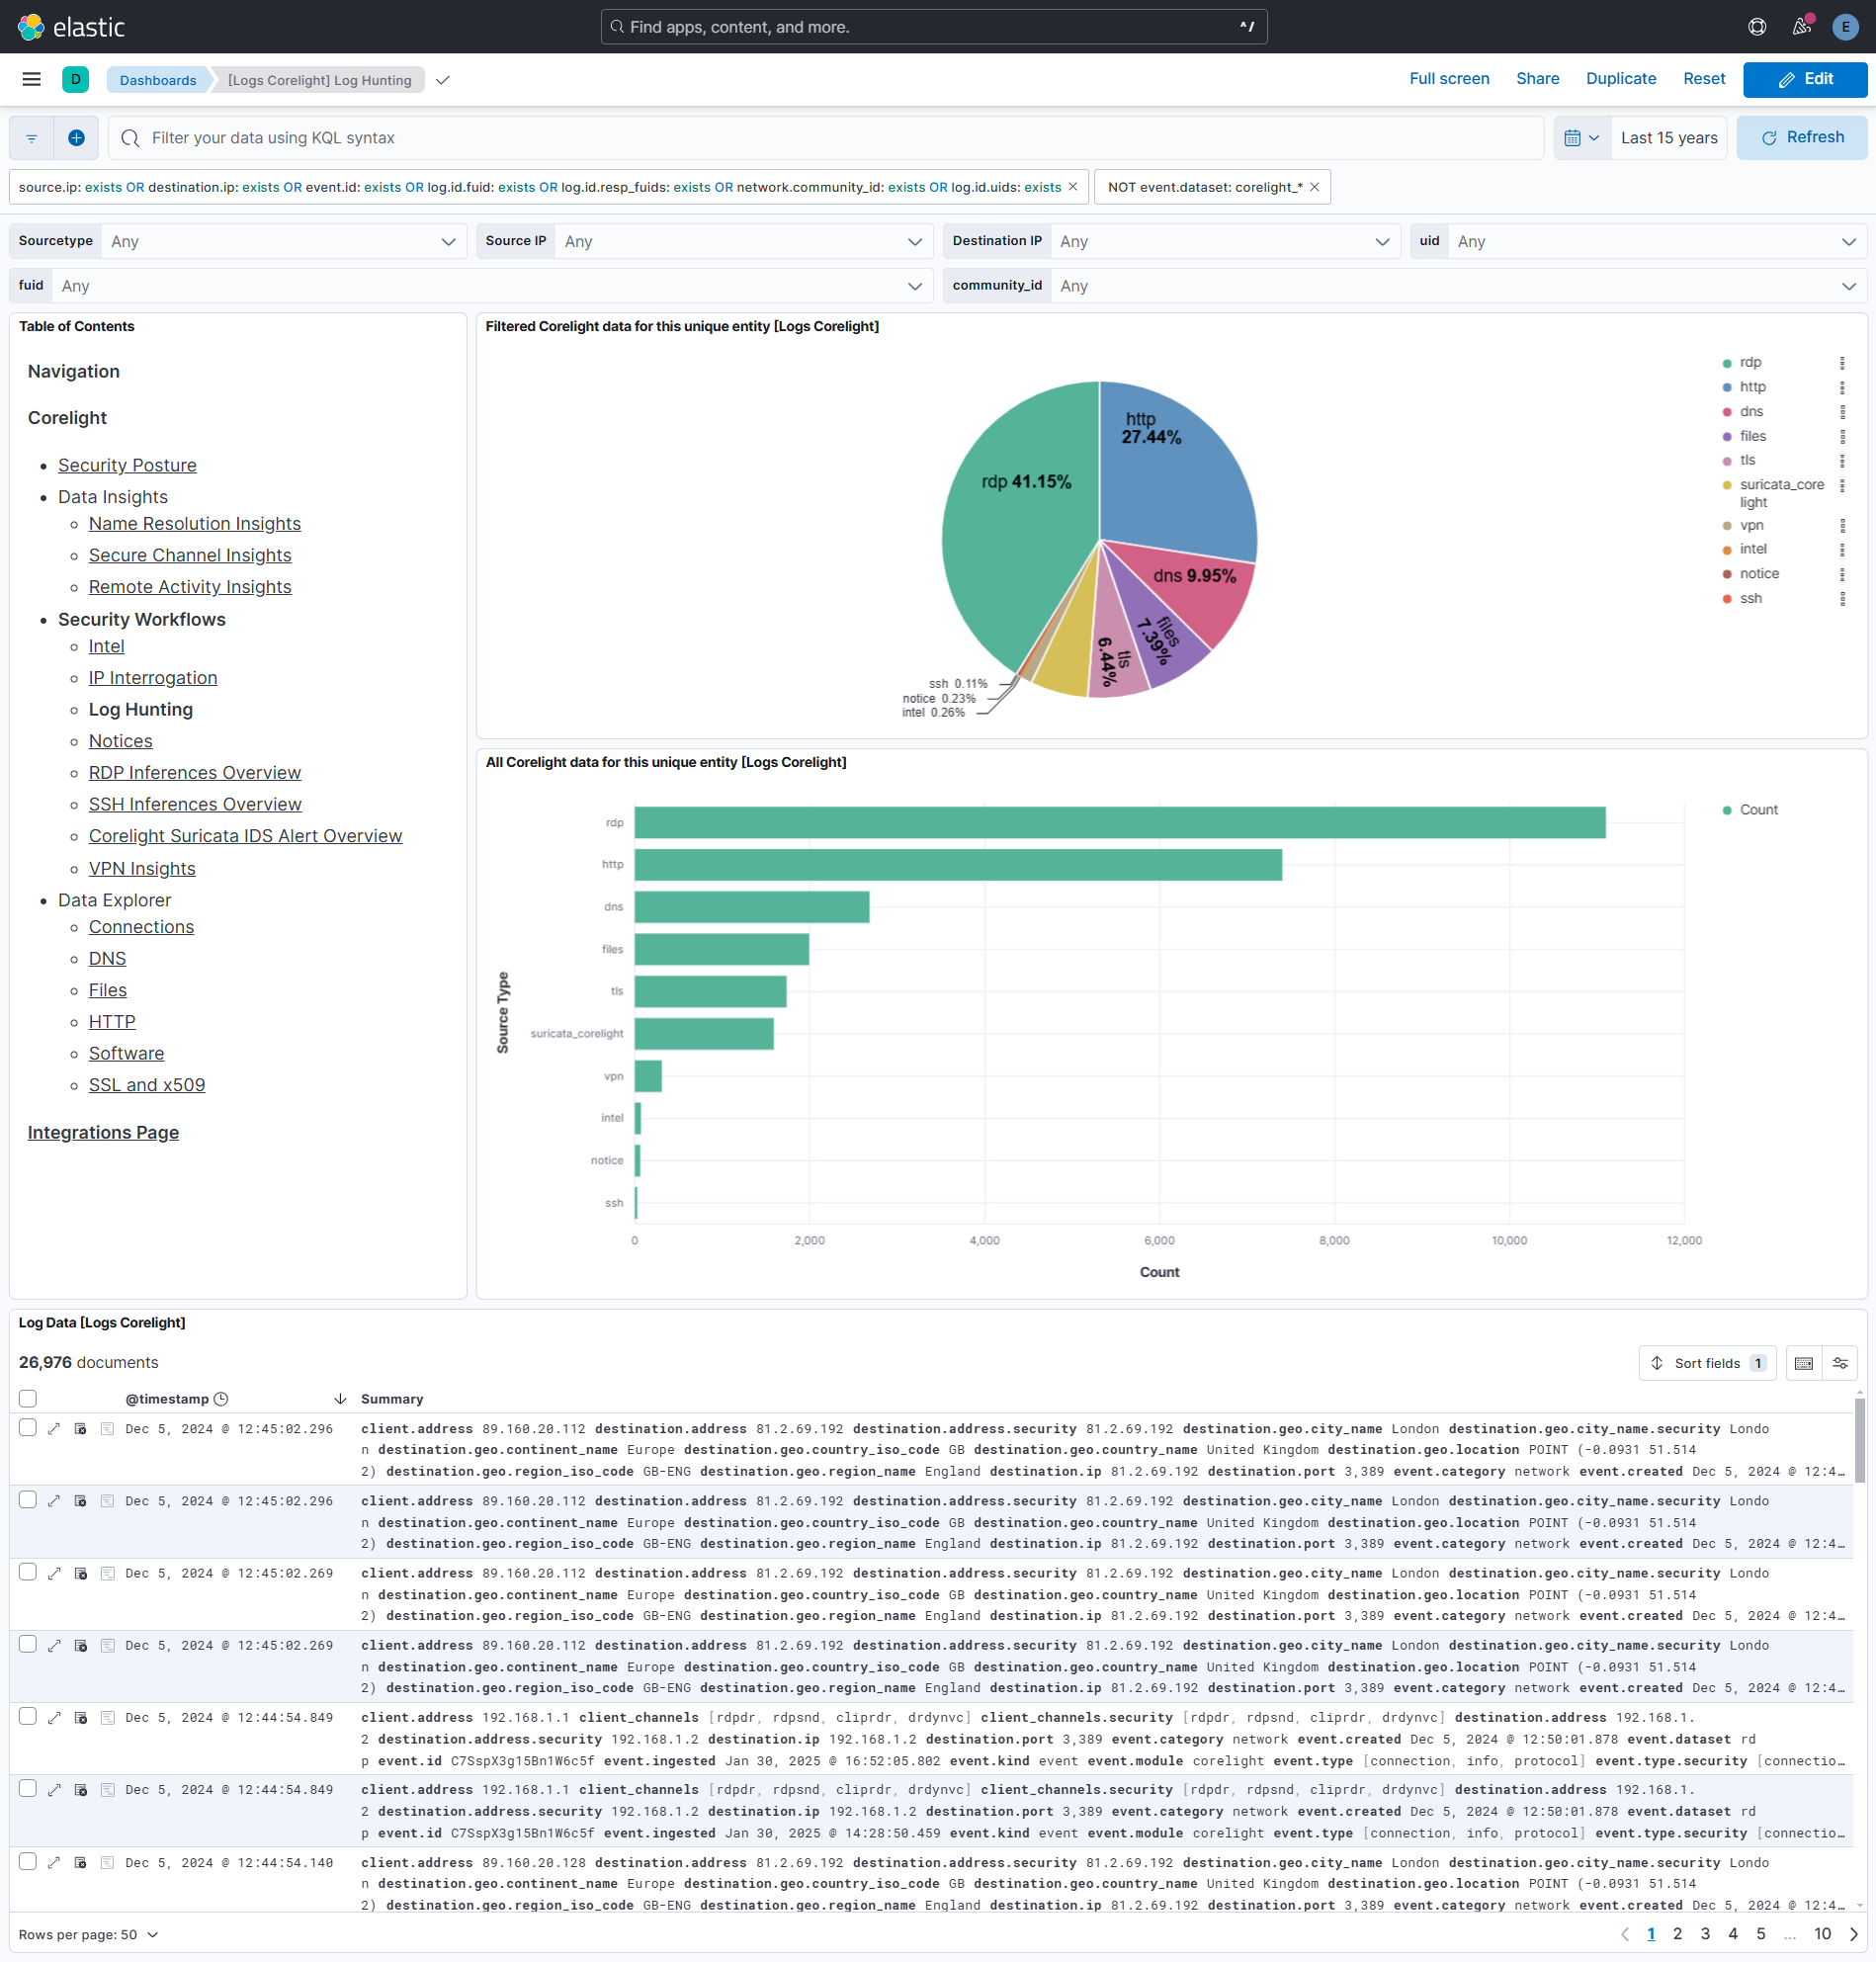 elastic
Find apps, content, and more.
^/
E
D
Dashboards
[Logs Corelight] Log Hunting
Full screen
Share
Duplicate
Reset
Edit
Filter your data using KQL syntax
Last 15 years
Refresh
source.ip: exists OR destination.ip: exists OR event.id: exists OR log.id.fuid: exists OR log.id.resp_fuids: exists OR network.community_id: exists OR log.id.uids: exists
NOT event.dataset: corelight_*
Sourcetype Any
Source IP Any
Destination IP Any
uid Any
fuid Any
community_id Any
Table of Contents
Navigation
Corelight
Security Posture
Data Insights
Name Resolution Insights
Secure Channel Insights
Remote Activity Insights
Security Workflows
Intel
IP Interrogation
Log Hunting
Notices
RDP Inferences Overview
SSH Inferences Overview
Corelight Suricata IDS Alert Overview
VPN Insights
Data Explorer
Connections
DNS
Files
HTTP
Software
SSL and x509
Integrations Page
Filtered Corelight data for this unique entity [Logs Corelight]
http
27.44%
rdp 41.15%
dns 9.95%
files
7.39%
tls
6.44%
ssh 0.11%
notice 0.23%
intel 0.26%
rdp
http
dns
files
tls
suricata_core
light
vpn
intel
notice
ssh
All Corelight data for this unique entity [Logs Corelight]
Count
Source Type
rdp
http
dns
files
tls
suricata_corelight
vpn
intel
notice
ssh
0
2,000
4,000
6,000
8,000
10,000
12,000
Count
Log Data [Logs Corelight]
26,976 documents
Sort fields 1
@timestamp
Summary
Dec 5, 2024 @ 12:45:02.296
client.address 89.160.20.112 destination.address 81.2.69.192 destination.address.security 81.2.69.192 destination.geo.city_name London destination.geo.city_name.security Londo
n destination.geo.continent_name Europe destination.geo.country_iso_code GB destination.geo.country_name United Kingdom destination.geo.location POINT (-0.0931 51.514
2) destination.geo.region_iso_code GB-ENG destination.geo.region_name England destination.ip 81.2.69.192 destination.port 3,389 event.category network event.created Dec 5, 2024 @ 12:4…
Dec 5, 2024 @ 12:45:02.296
client.address 89.160.20.112 destination.address 81.2.69.192 destination.address.security 81.2.69.192 destination.geo.city_name London destination.geo.city_name.security Londo
n destination.geo.continent_name Europe destination.geo.country_iso_code GB destination.geo.country_name United Kingdom destination.geo.location POINT (-0.0931 51.514
2) destination.geo.region_iso_code GB-ENG destination.geo.region_name England destination.ip 81.2.69.192 destination.port 3,389 event.category network event.created Dec 5, 2024 @ 12:4…
Dec 5, 2024 @ 12:45:02.269
client.address 89.160.20.112 destination.address 81.2.69.192 destination.address.security 81.2.69.192 destination.geo.city_name London destination.geo.city_name.security Londo
n destination.geo.continent_name Europe destination.geo.country_iso_code GB destination.geo.country_name United Kingdom destination.geo.location POINT (-0.0931 51.514
2) destination.geo.region_iso_code GB-ENG destination.geo.region_name England destination.ip 81.2.69.192 destination.port 3,389 event.category network event.created Dec 5, 2024 @ 12:4…
Dec 5, 2024 @ 12:45:02.269
client.address 89.160.20.112 destination.address 81.2.69.192 destination.address.security 81.2.69.192 destination.geo.city_name London destination.geo.city_name.security Londo
n destination.geo.continent_name Europe destination.geo.country_iso_code GB destination.geo.country_name United Kingdom destination.geo.location POINT (-0.0931 51.514
2) destination.geo.region_iso_code GB-ENG destination.geo.region_name England destination.ip 81.2.69.192 destination.port 3,389 event.category network event.created Dec 5, 2024 @ 12:4…
Dec 5, 2024 @ 12:44:54.849
client.address 192.168.1.1 client_channels [rdpdr, rdpsnd, cliprdr, drdynvc] client_channels.security [rdpdr, rdpsnd, cliprdr, drdynvc] destination.address 192.168.1.
2 destination.address.security 192.168.1.2 destination.ip 192.168.1.2 destination.port 3,389 event.category network event.created Dec 5, 2024 @ 12:50:01.878 event.dataset rd
p event.id C7SspX3g15Bn1W6c5f event.ingested Jan 30, 2025 @ 16:52:05.802 event.kind event event.module corelight event.type [connection, info, protocol] event.type.security [connectio…
Dec 5, 2024 @ 12:44:54.849
client.address 192.168.1.1 client_channels [rdpdr, rdpsnd, cliprdr, drdynvc] client_channels.security [rdpdr, rdpsnd, cliprdr, drdynvc] destination.address 192.168.1.
2 destination.address.security 192.168.1.2 destination.ip 192.168.1.2 destination.port 3,389 event.category network event.created Dec 5, 2024 @ 12:50:01.878 event.dataset rd
p event.id C7SspX3g15Bn1W6c5f event.ingested Jan 30, 2025 @ 14:28:50.459 event.kind event event.module corelight event.type [connection, info, protocol] event.type.security [connectio…
Dec 5, 2024 @ 12:44:54.140
client.address 89.160.20.128 destination.address 81.2.69.192 destination.address.security 81.2.69.192 destination.geo.city_name London destination.geo.city_name.security Londo
n destination.geo.continent_name Europe destination.geo.country_iso_code GB destination.geo.country_name United Kingdom destination.geo.location POINT (-0.0931 51.514
2) destination.geo.region_iso_code GB-ENG destination.geo.region_name England destination.ip 81.2.69.192 destination.port 3,389 event.category network event.created Dec 5, 2024 @ 12:4…
Rows per page: 50
1 2 3 4 5 … 10